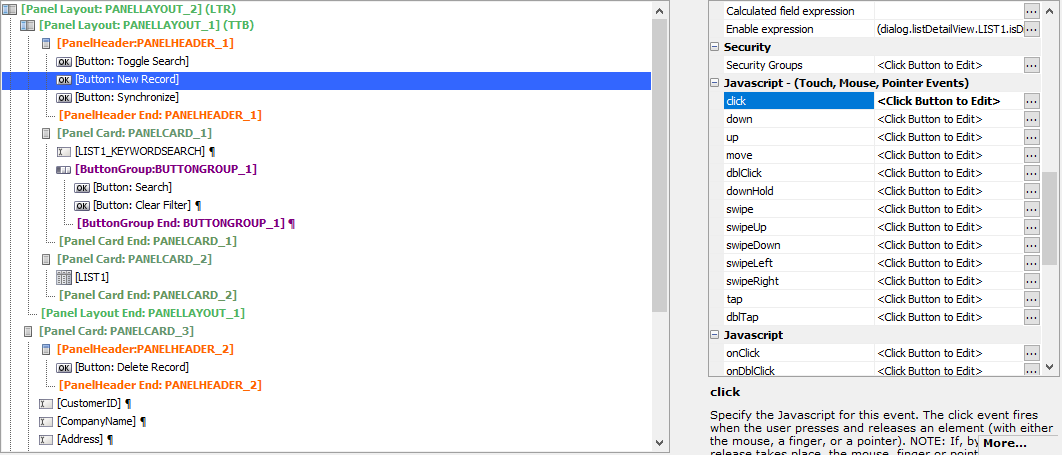 [Panel Layout: PANELLAYOUT_2] (LTR)
[Panel Layout: PANELLAYOUT_1] (TTB)
[PanelHeader:PANELHEADER_1]
OK [Button: Toggle Search]
OK [Button: New Record]
OK [Button: Synchronize]
[PanelHeader End: PANELHEADER_1]
[Panel Card: PANELCARD_1]
[LIST1_KEYWORDSEARCH] ¶
[ButtonGroup:BUTTONGROUP_1]
OK [Button: Search]
OK [Button: Clear Filter] ¶
[ButtonGroup End: BUTTONGROUP_1] ¶
[Panel Card End: PANELCARD_1]
[Panel Card: PANELCARD_2]
[LIST1]
[Panel Card End: PANELCARD_2]
[Panel Layout End: PANELLAYOUT_1]
[Panel Card: PANELCARD_3]
[PanelHeader:PANELHEADER_2]
OK [Button: Delete Record]
[PanelHeader End: PANELHEADER_2]
[CustomerID] ¶
[CompanyName] ¶
[Address] ¶
Calculated field expression ...
Enable expression (dialog.listDetailView.LIST1.isD ...
Security
Security Groups <Click Button to Edit> ...
Javascript - (Touch, Mouse, Pointer Events)
click <Click Button to Edit> ...
down <Click Button to Edit> ...
up <Click Button to Edit> ...
move <Click Button to Edit> ...
dblClick <Click Button to Edit> ...
downHold <Click Button to Edit> ...
swipe <Click Button to Edit> ...
swipeUp <Click Button to Edit> ...
swipeDown <Click Button to Edit> ...
swipeLeft <Click Button to Edit> ...
swipeRight <Click Button to Edit> ...
tap <Click Button to Edit> ...
dblTap <Click Button to Edit> ...
Javascript
onClick <Click Button to Edit> ...
onDblClick <Click Button to Edit> ...
click
Specify the Javascript for this event. The click event fires
when the user presses and releases an element (with either
the mouse, a finger, or a pointer). NOTE: If, by
More...
release takes place, the mouse, finger or point